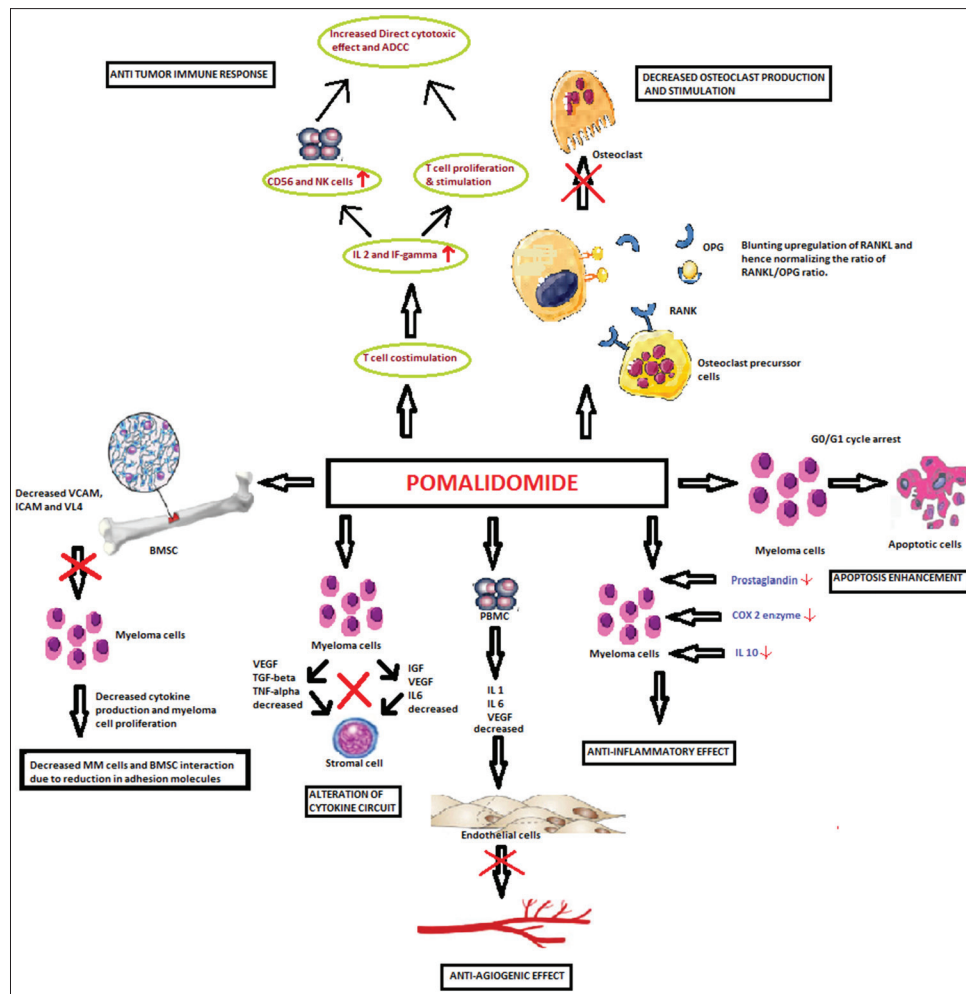 Increased Direct cytotoxic
effect and ADCC
ANTI TUMOR IMMUNE RESPONSE
DECREASED OSTEOCLAST PRODUCTION
AND STIMULATION
Osteoclast
CD56 and NK cells
T cell proliferation
& stimulation
IL 2 and IF-gamma
OPG
Blunting upregulation of RANKL and
hence normalizing the ratio of
RANKL/OPG ratio.
RANK
T cell costimulation
Osteoclast precurssor
cells
G0/G1 cycle arrest
POMALIDOMIDE
Decreased VCAM,
ICAM and VL4
BMSC
Myeloma cells
Apoptotic cells
APOPTOSIS ENHANCEMENT
Myeloma cells
Decreased cytokine
production and myeloma
cell proliferation
Decreased MM cells and BMSC interaction
due to reduction in adhesion molecules
Myeloma cells
VEGF
TGF-beta
TNF-alpha
decreased
IGF
VEGF
IL6
decreased
Stromal cell
ALTERATION OF
CYTOKINE CIRCUIT
PBMC
IL 1
IL 6
VEGF
decreased
Endothelial cells
ANTI-AGIOGENIC EFFECT
Prostaglandin
COX 2 enzyme
IL 10
Myeloma cells
ANTI-INFLAMMATORY EFFECT